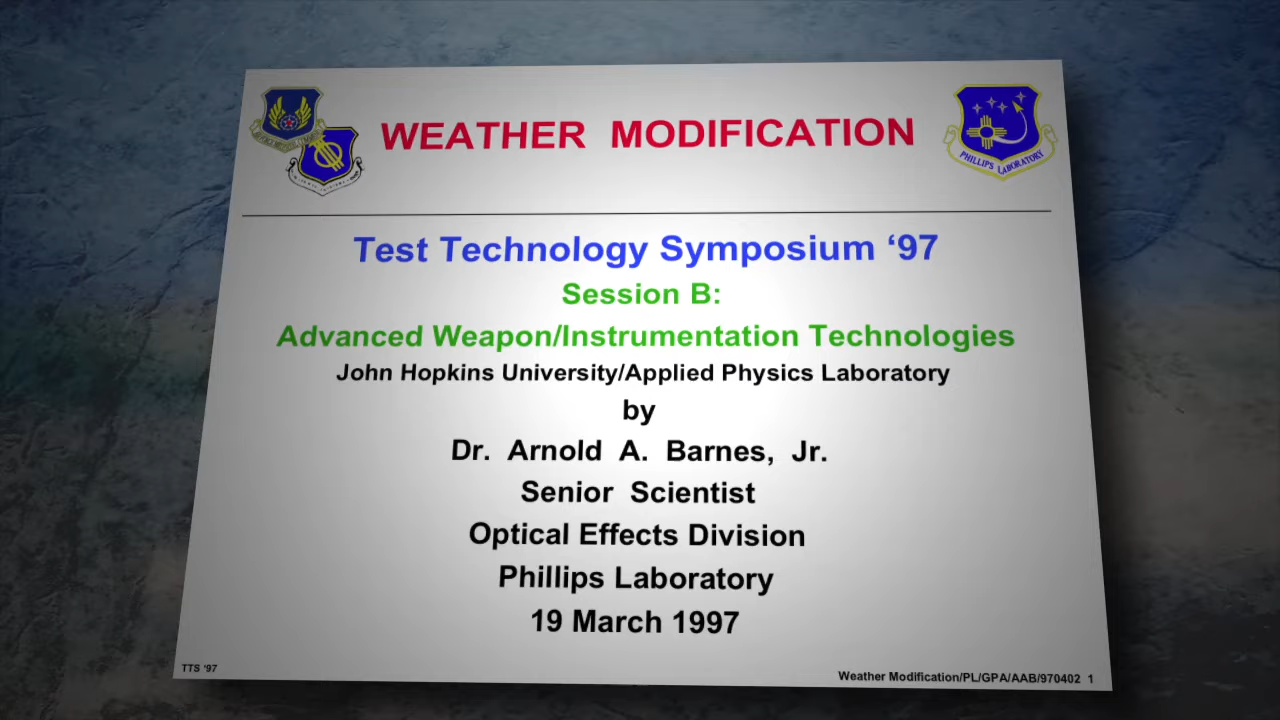 WEATHER MODIFICATION
PHILLIPS LABORATORY
Test Technology Symposium ‘97
Session B:
Advanced Weapon/Instrumentation Technologies
John Hopkins University/Applied Physics Laboratory
by
Dr. Arnold A. Barnes, Jr.
Senior Scientist
Optical Effects Division
Phillips Laboratory
19 March 1997
TTS ‘97
Weather Modification/PL/GPA/AAB/970402 1